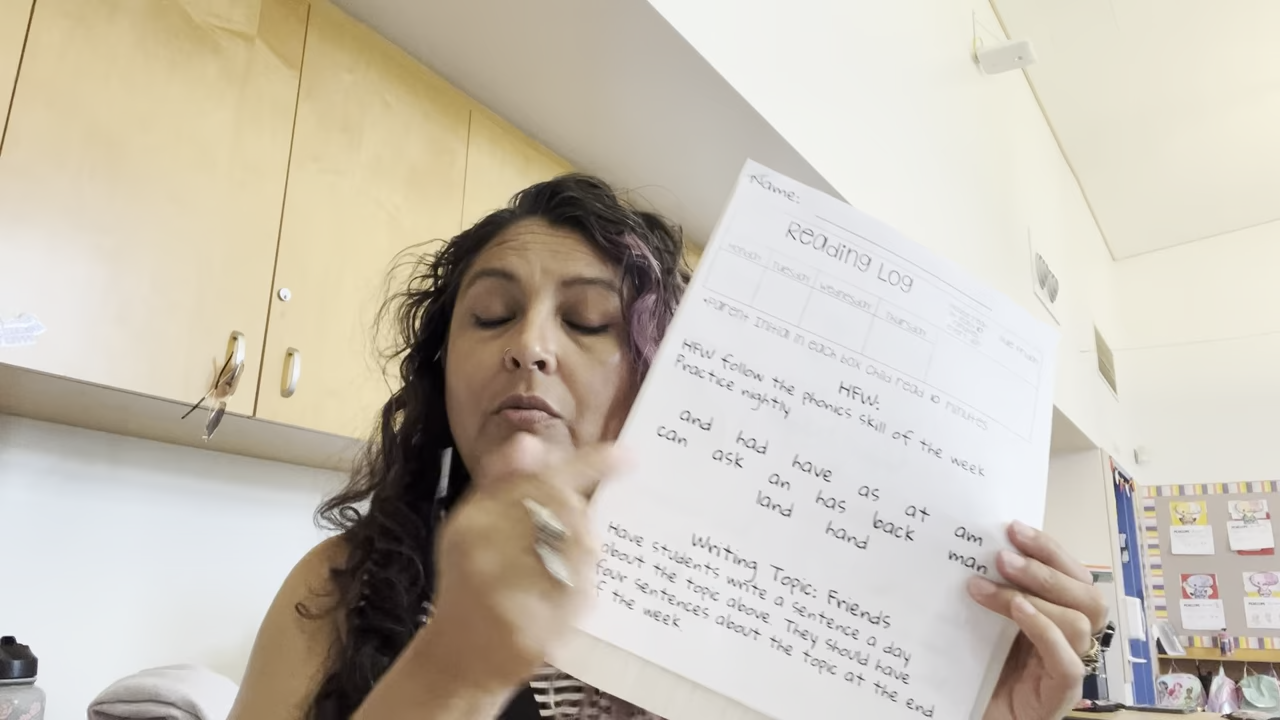 Name:
Reading Log
Monday Tuesday Wednesday Thursday
*Parent Initial in each box child read 10 minutes
HFW:
HFW follow the phonics skill of the week
Practice nightly
and had have as at am
can ask an has back man
land hand
Writing Topic: Friends
Have students write a sentence a day
about the topic above. They should have
four sentences about the topic at the end
f the week.